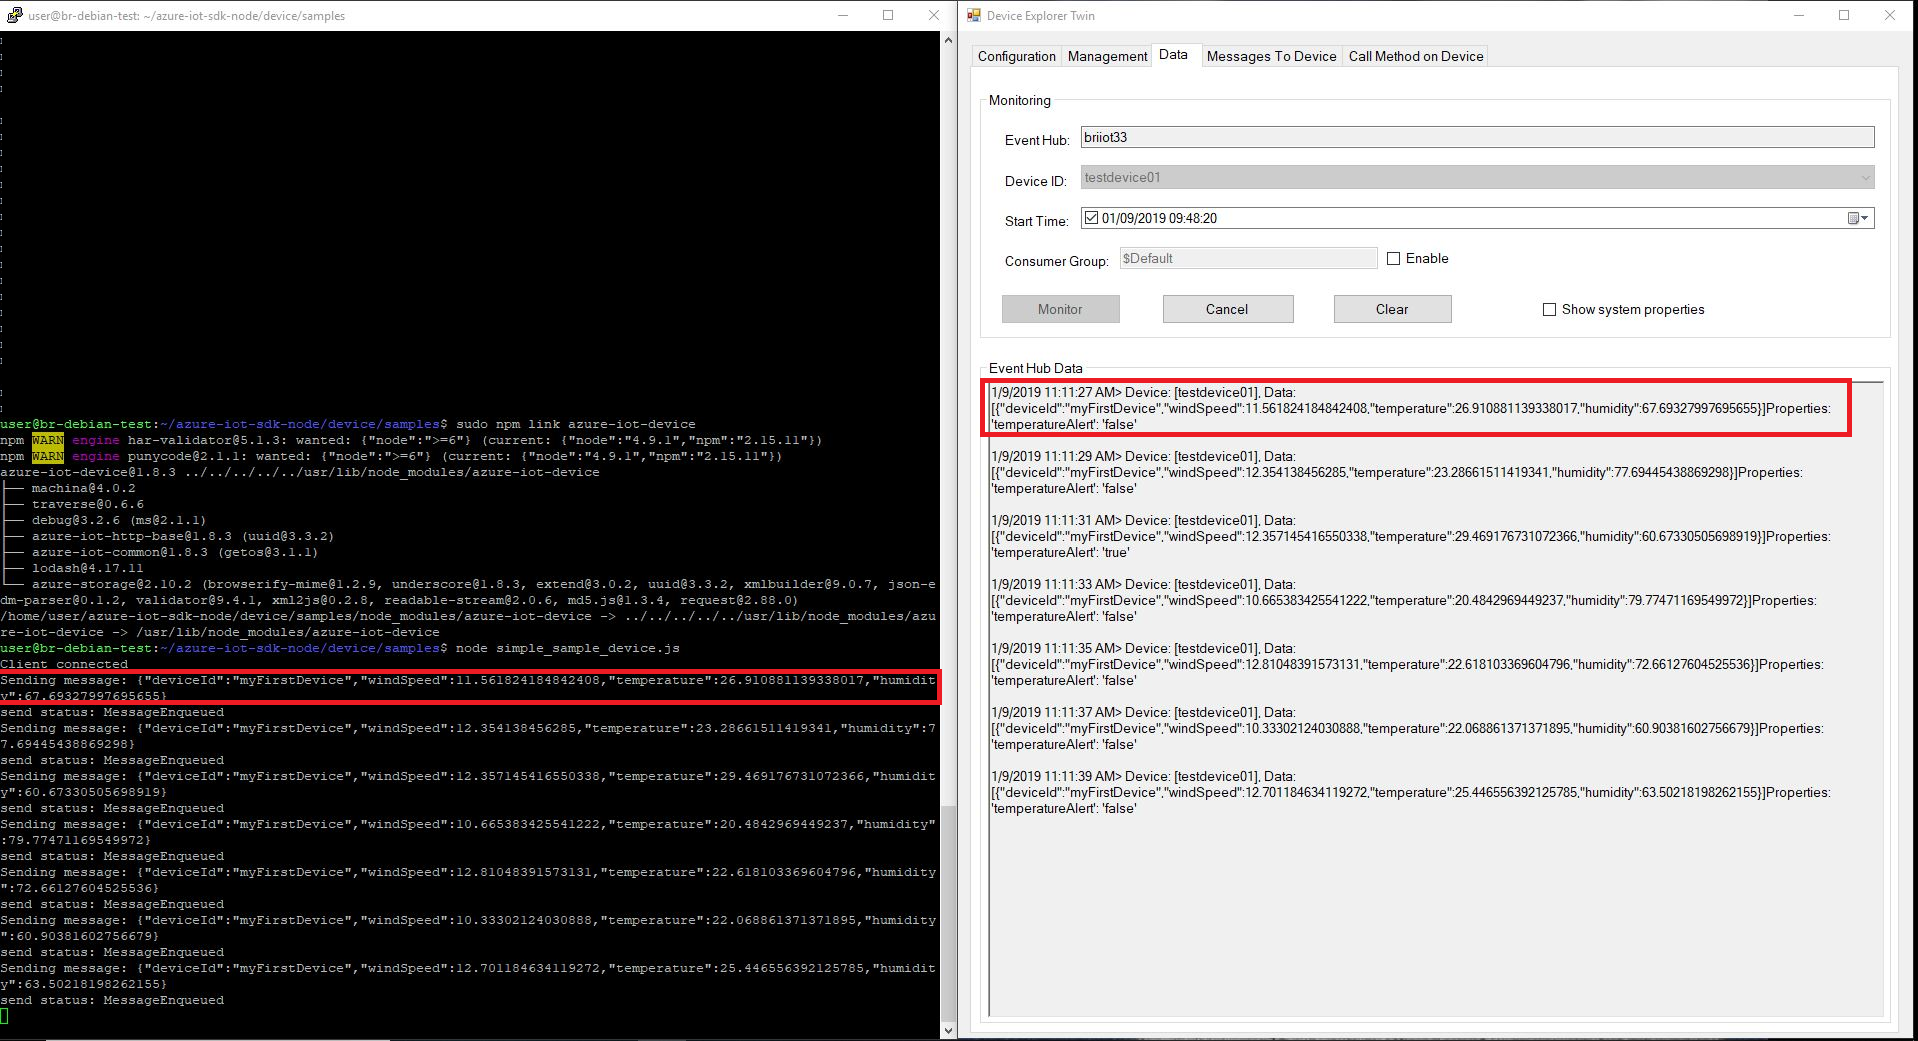 user@br-debian-test: ~/azure-iot-sdk-node/device/samples
user@br-debian-test:~/azure-iot-sdk-node/device/samples$ sudo npm link azure-iot-device
npm WARN engine har-validator@5.1.3: wanted: {"node":">=6"} (current: {"node":"4.9.1","npm":"2.15.11"})
npm WARN engine punycode@2.1.1: wanted: {"node":">=6"} (current: {"node":"4.9.1","npm":"2.15.11"})
azure-iot-device@1.8.3 ../../../../../usr/lib/node_modules/azure-iot-device
├── machina@4.0.2
├── traverse@0.6.6
├── debug@3.2.6 (ms@2.1.1)
├── azure-iot-http-base@1.8.3 (uuid@3.3.2)
├── azure-iot-common@1.8.3 (getos@3.1.1)
├── lodash@4.17.11
└── azure-storage@2.10.2 (browserify-mime@1.2.9, underscore@1.8.3, extend@3.0.2, uuid@3.3.2, xmlbuilder@9.0.7, json-e
dm-parser@0.1.2, validator@9.4.1, xml2js@0.2.8, readable-stream@2.0.6, md5.js@1.3.4, request@2.88.0)
/home/user/azure-iot-sdk-node/device/samples/node_modules/azure-iot-device -> ../../../../../usr/lib/node_modules/azu
re-iot-device -> /usr/lib/node_modules/azure-iot-device
user@br-debian-test:~/azure-iot-sdk-node/device/samples$ node simple_sample_device.js
Client connected
Sending message: {"deviceId":"myFirstDevice","windSpeed":11.561824184842408,"temperature":26.910881139338017,"humidit
y":67.69327997695655}
send status: MessageEnqueued
Sending message: {"deviceId":"myFirstDevice","windSpeed":12.354138456285,"temperature":23.28661511419341,"humidity":7
7.69445438869298}
send status: MessageEnqueued
Sending message: {"deviceId":"myFirstDevice","windSpeed":12.357145416550338,"temperature":29.469176731072366,"humidit
y":60.67330505698919}
send status: MessageEnqueued
Sending message: {"deviceId":"myFirstDevice","windSpeed":10.665383425541222,"temperature":20.4842969449237,"humidity"
:79.77471169549972}
send status: MessageEnqueued
Sending message: {"deviceId":"myFirstDevice","windSpeed":12.81048391573131,"temperature":22.618103369604796,"humidity
":72.66127604525536}
send status: MessageEnqueued
Sending message: {"deviceId":"myFirstDevice","windSpeed":10.33302124030888,"temperature":22.068861371371895,"humidity
":60.90381602756679}
send status: MessageEnqueued
Sending message: {"deviceId":"myFirstDevice","windSpeed":12.701184634119272,"temperature":25.446556392125785,"humidit
y":63.50218198262155}
send status: MessageEnqueued
Device Explorer Twin
Configuration Management Data Messages To Device Call Method on Device
Monitoring
Event Hub: briiot33
Device ID: testdevice01
Start Time: 01/09/2019 09:48:20
Consumer Group: $Default Enable
Monitor Cancel Clear Show system properties
Event Hub Data
1/9/2019 11:11:27 AM> Device: [testdevice01], Data:
[{"deviceId":"myFirstDevice","windSpeed":11.561824184842408,"temperature":26.910881139338017,"humidity":67.69327997695655}]Properties:
'temperatureAlert': 'false'
1/9/2019 11:11:29 AM> Device: [testdevice01], Data:
[{"deviceId":"myFirstDevice","windSpeed":12.354138456285,"temperature":23.28661511419341,"humidity":77.69445438869298}]Properties:
'temperatureAlert': 'false'
1/9/2019 11:11:31 AM> Device: [testdevice01], Data:
[{"deviceId":"myFirstDevice","windSpeed":12.357145416550338,"temperature":29.469176731072366,"humidity":60.67330505698919}]Properties:
'temperatureAlert': 'true'
1/9/2019 11:11:33 AM> Device: [testdevice01], Data:
[{"deviceId":"myFirstDevice","windSpeed":10.665383425541222,"temperature":20.4842969449237,"humidity":79.77471169549972}]Properties:
'temperatureAlert': 'false'
1/9/2019 11:11:35 AM> Device: [testdevice01], Data:
[{"deviceId":"myFirstDevice","windSpeed":12.81048391573131,"temperature":22.618103369604796,"humidity":72.66127604525536}]Properties:
'temperatureAlert': 'false'
1/9/2019 11:11:37 AM> Device: [testdevice01], Data:
[{"deviceId":"myFirstDevice","windSpeed":10.33302124030888,"temperature":22.068861371371895,"humidity":60.90381602756679}]Properties:
'temperatureAlert': 'false'
1/9/2019 11:11:39 AM> Device: [testdevice01], Data:
[{"deviceId":"myFirstDevice","windSpeed":12.701184634119272,"temperature":25.446556392125785,"humidity":63.50218198262155}]Properties:
'temperatureAlert': 'false'